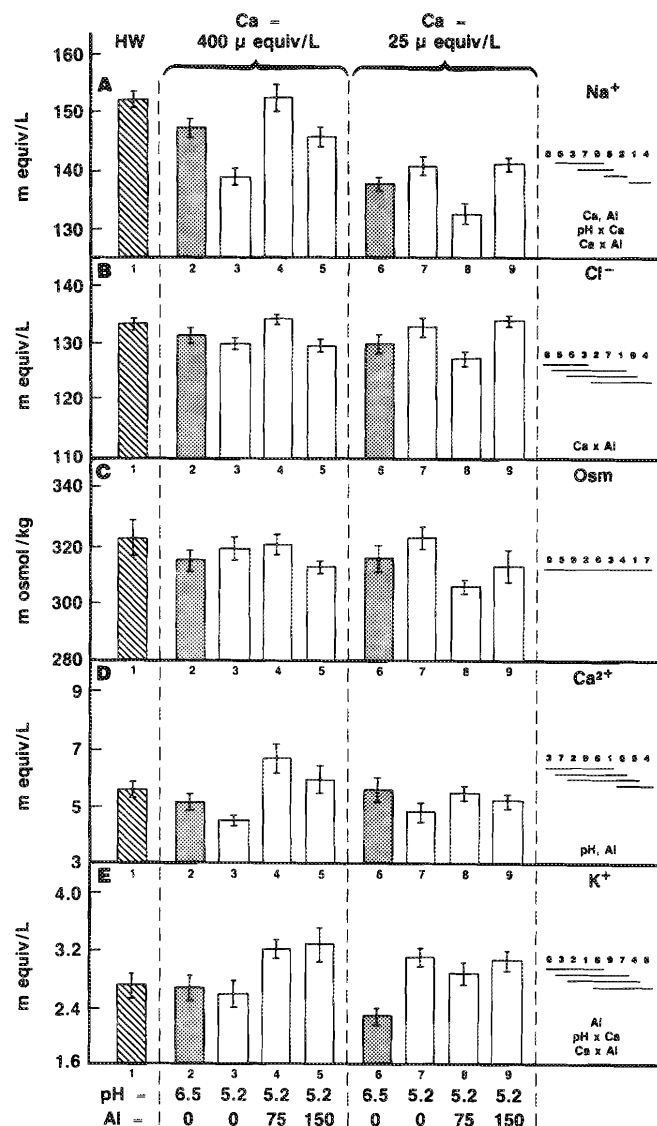 HW
Ca =
400 μ equiv/L
Ca =
25 μ equiv/L
A
Na⁺
m equiv/L
160
150
140
130
Ca, Al
pH x Ca
Ca x Al
1 2 3 4 5 6 7 8 9
B
Cl⁻
m equiv/L
140
130
120
110
Ca x Al
1 2 3 4 5 6 7 8 9
C
Osm
m osmol/kg
340
320
300
280
1 2 3 4 5 6 7 8 9
D
Ca²⁺
m equiv/L
9
7
5
3
pH, Al
1 2 3 4 5 6 7 8 9
E
K⁺
m equiv/L
4.0
3.2
2.4
1.6
Al
pH x Ca
Ca x Al
1 2 3 4 5 6 7 8 9
pH = 6.5 5.2 5.2 5.2 6.5 5.2 5.2 5.2
Al = 0 0 75 150 0 0 75 150